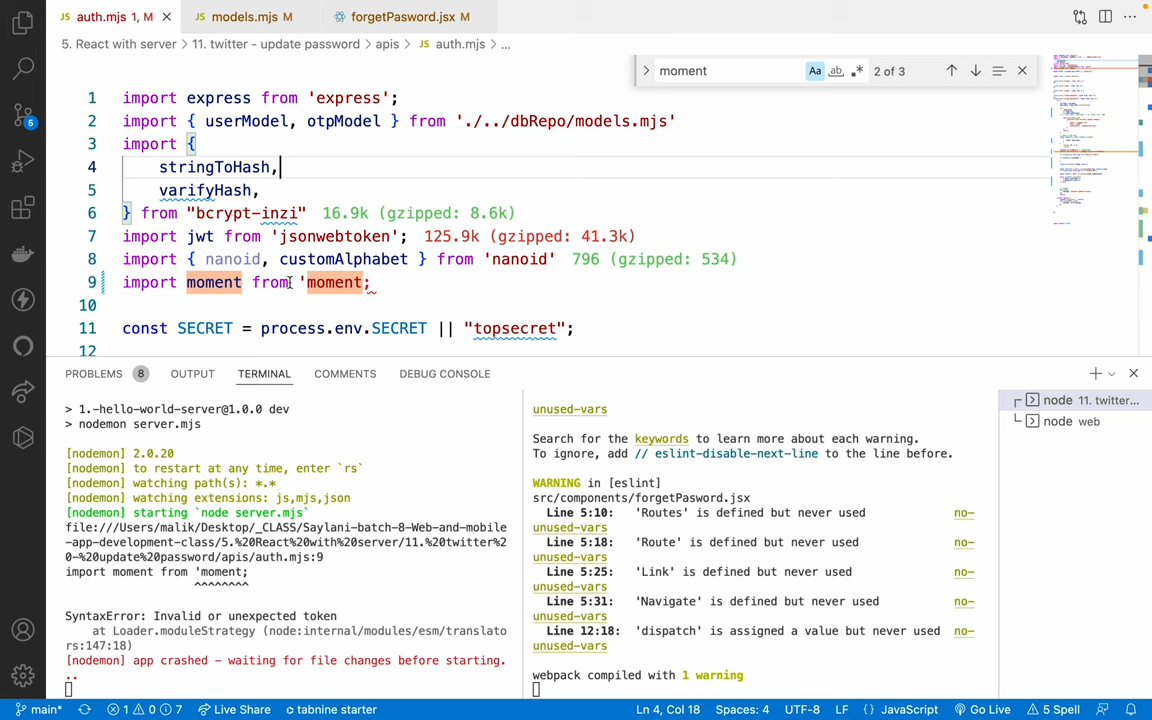 auth.mjs 1, M
models.mjs M
forgetPasword.jsx M
5. React with server > 11. twitter - update password > apis > auth.mjs > ...
moment
Aa
ab
2 of 3
1 import express from 'express';
2 import { userModel, otpModel } from './../dbRepo/models.mjs'
3 import {
4 stringToHash,
5 varifyHash,
6 } from "bcrypt-inzi" 16.9k (gzipped: 8.6k)
7 import jwt from 'jsonwebtoken'; 125.9k (gzipped: 41.3k)
8 import { nanoid, customAlphabet } from 'nanoid' 796 (gzipped: 534)
9 import moment from 'moment;
10
11 const SECRET = process.env.SECRET || "topsecret";
12
5
PROBLEMS 8 OUTPUT TERMINAL COMMENTS DEBUG CONSOLE
> 1.-hello-world-server@1.0.0 dev
> nodemon server.mjs
[nodemon] 2.0.20
[nodemon] to restart at any time, enter `rs`
[nodemon] watching path(s): *.*
[nodemon] watching extensions: js,mjs,json
[nodemon] starting `node server.mjs`
file:///Users/malik/Desktop/_CLASS/Saylani-batch-8-Web-and-mobile
-app-development-class/5.%20React%20with%20server/11.%20twitter%2
0-%20update%20password/apis/auth.mjs:9
import moment from 'moment;
^^^^^^^^
SyntaxError: Invalid or unexpected token
at Loader.moduleStrategy (node:internal/modules/esm/translato
rs:147:18)
[nodemon] app crashed - waiting for file changes before starting.
..
unused-vars
Search for the keywords to learn more about each warning.
To ignore, add // eslint-disable-next-line to the line before.
WARNING in [eslint]
src/components/forgetPasword.jsx
Line 5:10: 'Routes' is defined but never used no-
unused-vars
Line 5:18: 'Route' is defined but never used no-
unused-vars
Line 5:25: 'Link' is defined but never used no-
unused-vars
Line 5:31: 'Navigate' is defined but never used no-
unused-vars
Line 12:18: 'dispatch' is assigned a value but never used no-
unused-vars
webpack compiled with 1 warning
node 11. twitter...
node web
main* 1 0 7 Live Share tabnine starter Ln 4, Col 18 Spaces: 4 UTF-8 LF {} JavaScript Go Live 5 Spell